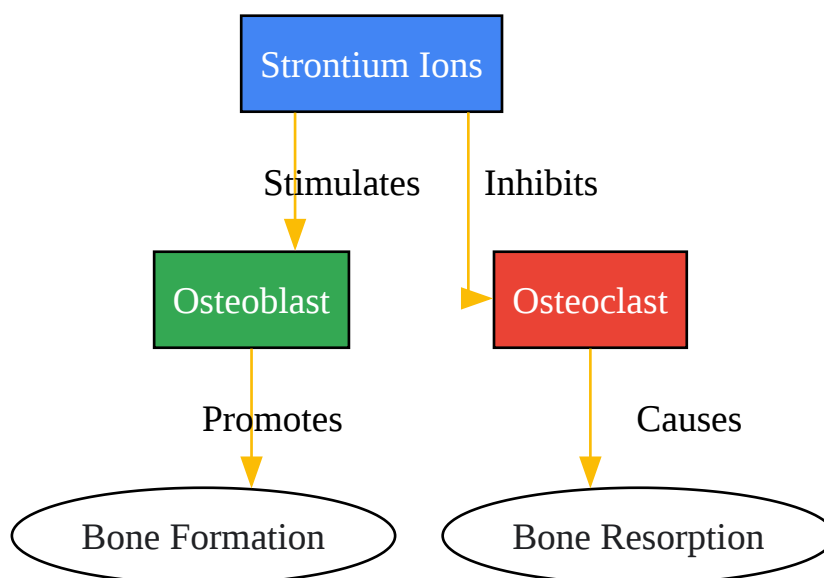 Strontium Ions
Stimulates
Inhibits
Osteoblast
Osteoclast
Promotes
Causes
Bone Formation
Bone Resorption